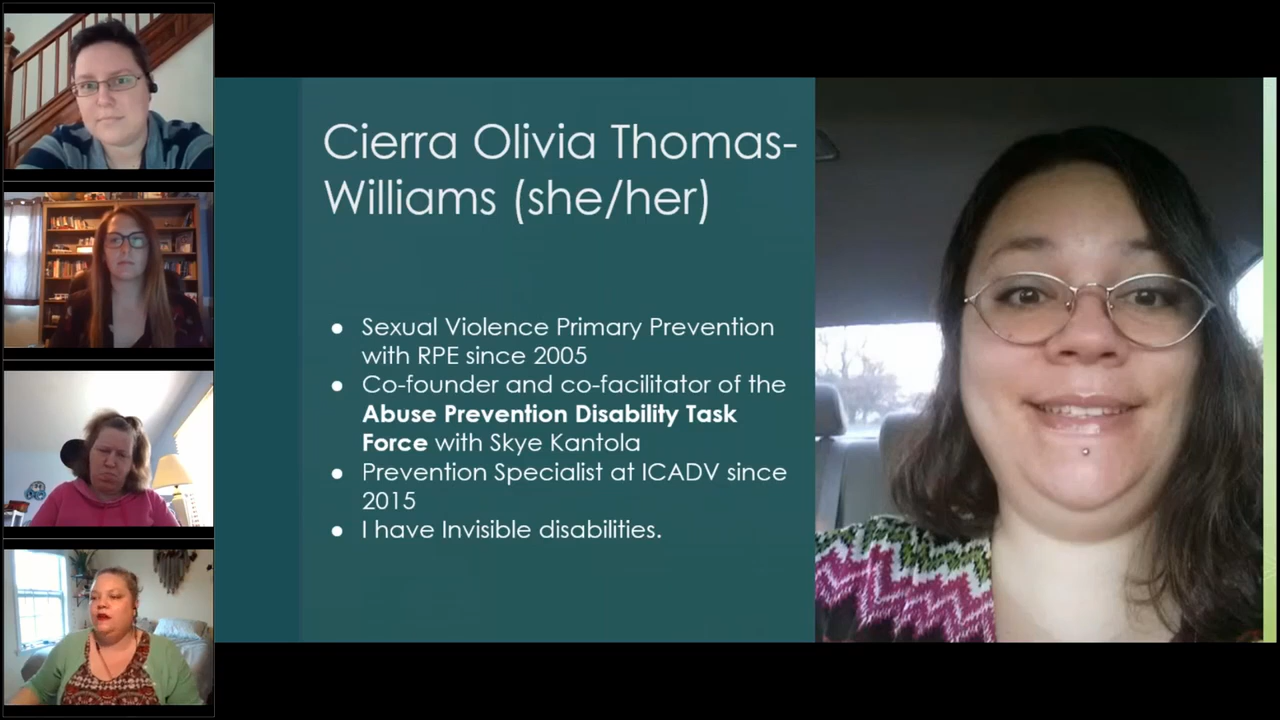 Cierra Olivia Thomas-
Williams (she/her)
● Sexual Violence Primary Prevention
with RPE since 2005
● Co-founder and co-facilitator of the
Abuse Prevention Disability Task
Force with Skye Kantola
● Prevention Specialist at ICADV since
2015
● I have Invisible disabilities.